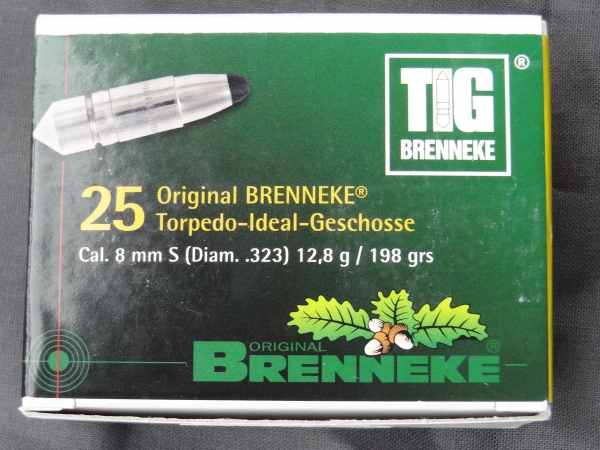 TIG®
BRENNEKE
25 Original BRENNEKE®
Torpedo-Ideal-Geschosse
Cal. 8 mm S (Diam. .323) 12,8 g / 198 grs
ORIGINAL
BRENNEKE®